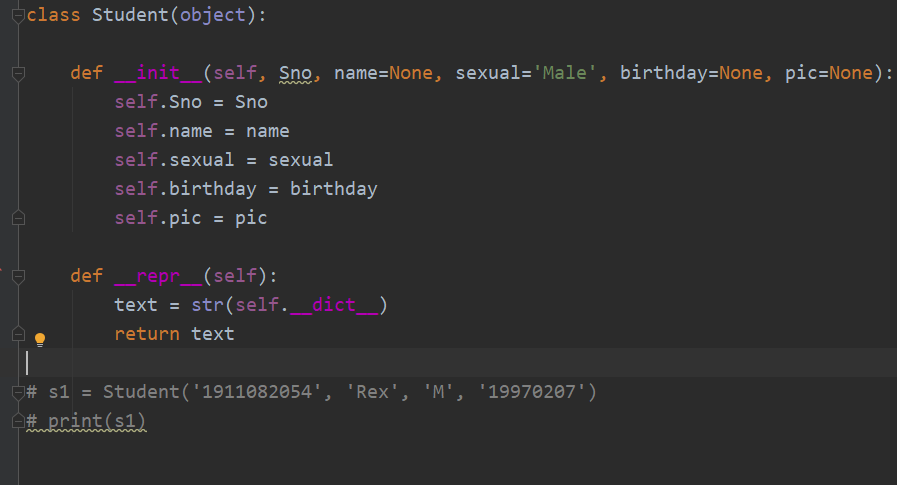 class Student(object):
def __init__(self, Sno, name=None, sexual='Male', birthday=None, pic=None):
self.Sno = Sno
self.name = name
self.sexual = sexual
self.birthday = birthday
self.pic = pic
def __repr__(self):
text = str(self.__dict__)
return text
# s1 = Student('1911082054', 'Rex', 'M', '19970207')
# print(s1)